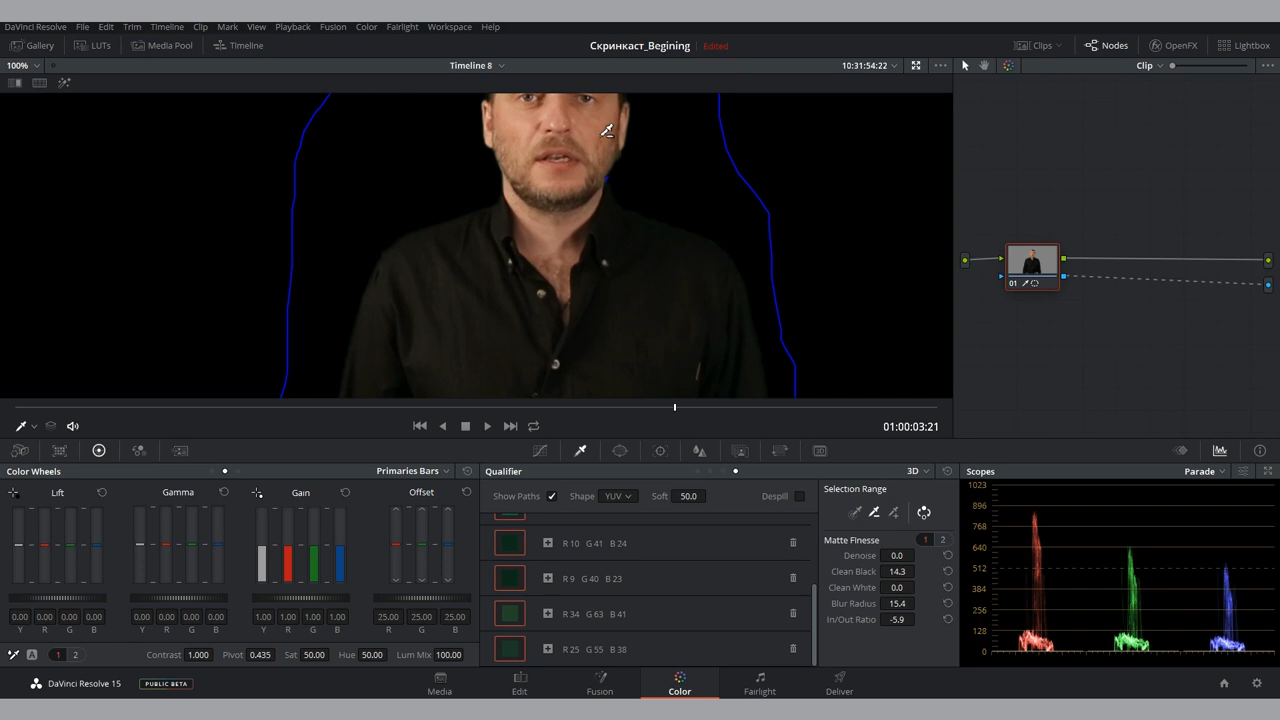 DaVinci Resolve File Edit Trim Timeline Clip Mark View Playback Fusion Color Fairlight Workspace Help
Gallery LUTs Media Pool Timeline Скринкаст_Begining Edited Clips Nodes OpenFX Lightbox
100% Timeline 8 10:31:54:22 Clip
01
01:00:03:21
Color Wheels Primaries Bars Qualifier 3D Scopes Parade
Lift Gamma Gain Offset
Show Paths Shape YUV Soft 50.0 Despill
R 10 G 41 B 24
R 9 G 40 B 23
R 34 G 63 B 41
R 25 G 55 B 38
Selection Range
Matte Finesse 1 2
Denoise 0.0
Clean Black 14.3
Clean White 0.0
Blur Radius 15.4
In/Out Ratio -5.9
1023
896
768
640
512
384
256
128
0
0.00 0.00 0.00 0.00 0.00 0.00 0.00 0.00 1.00 1.00 1.00 1.00 25.00 25.00 25.00
Y R G B Y R G B Y R G B R G B
A 1 2 Contrast 1.000 Pivot 0.435 Sat 50.00 Hue 50.00 Lum Mix 100.00
DaVinci Resolve 15 PUBLIC BETA Media Edit Fusion Color Fairlight Deliver